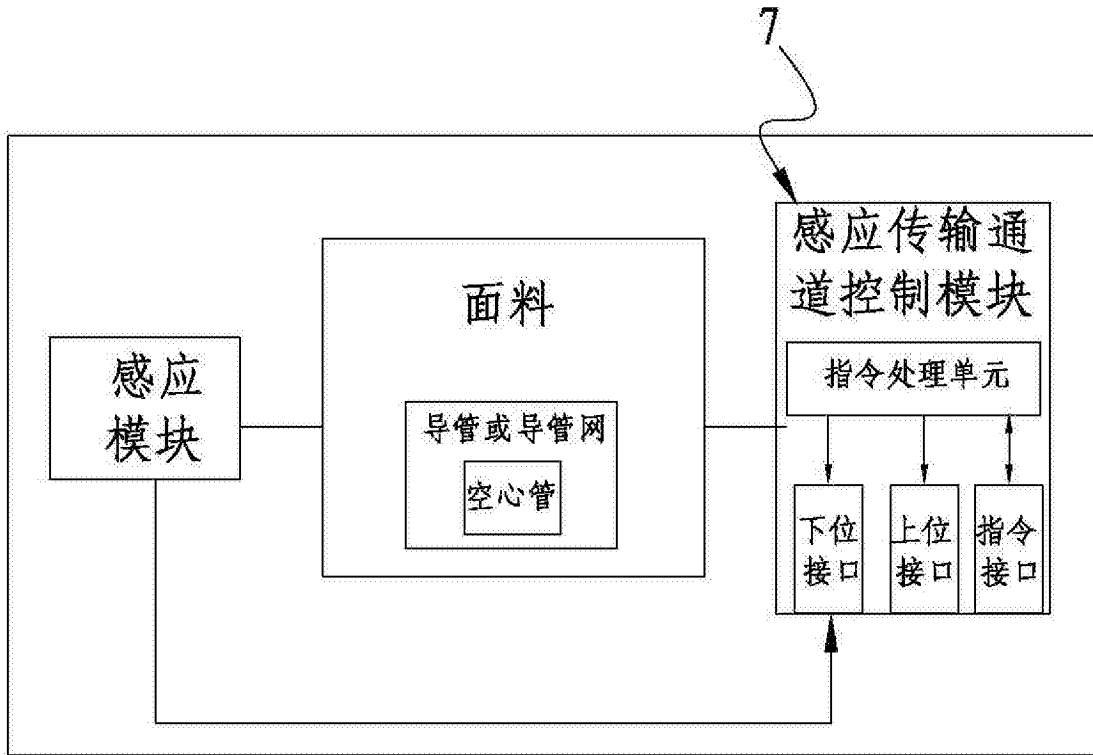 7
感应传输通
道控制模块
面料
指令处理单元
感应
模块
导管或导管网
空心管
下位
接口
上位
接口
指令
接口